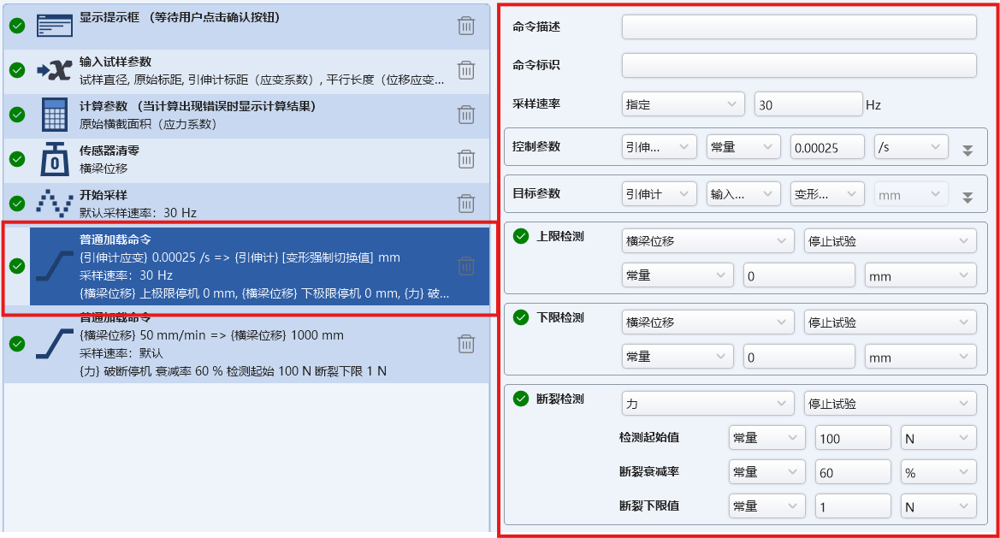 显示提示框 （等待用户点击确认按钮）
输入试样参数
试样直径, 原始标距, 引伸计标距（应变系数）, 平行长度（位移应变...
计算参数 （当计算出现错误时显示计算结果）
原始横截面积（应力系数）
传感器清零
横梁位移
开始采样
默认采样速率：30 Hz
普通加载命令
{引伸计应变} 0.00025 /s => {引伸计} [变形强制切换值] mm
采样速率：30 Hz
{横梁位移} 上极限停机 0 mm, {横梁位移} 下极限停机 0 mm, {力} 破...
普通加载命令
{横梁位移} 50 mm/min => {横梁位移} 1000 mm
采样速率：默认
{力} 破断停机 衰减率 60 % 检测起始 100 N 断裂下限 1 N
命令描述
命令标识
采样速率 指定 30 Hz
控制参数 引伸... 常量 0.00025 /s
目标参数 引伸计 输入... 变形... mm
上限检测 横梁位移 停止试验
常量 0 mm
下限检测 横梁位移 停止试验
常量 0 mm
断裂检测 力 停止试验
检测起始值 常量 100 N
断裂衰减率 常量 60 %
断裂下限值 常量 1 N